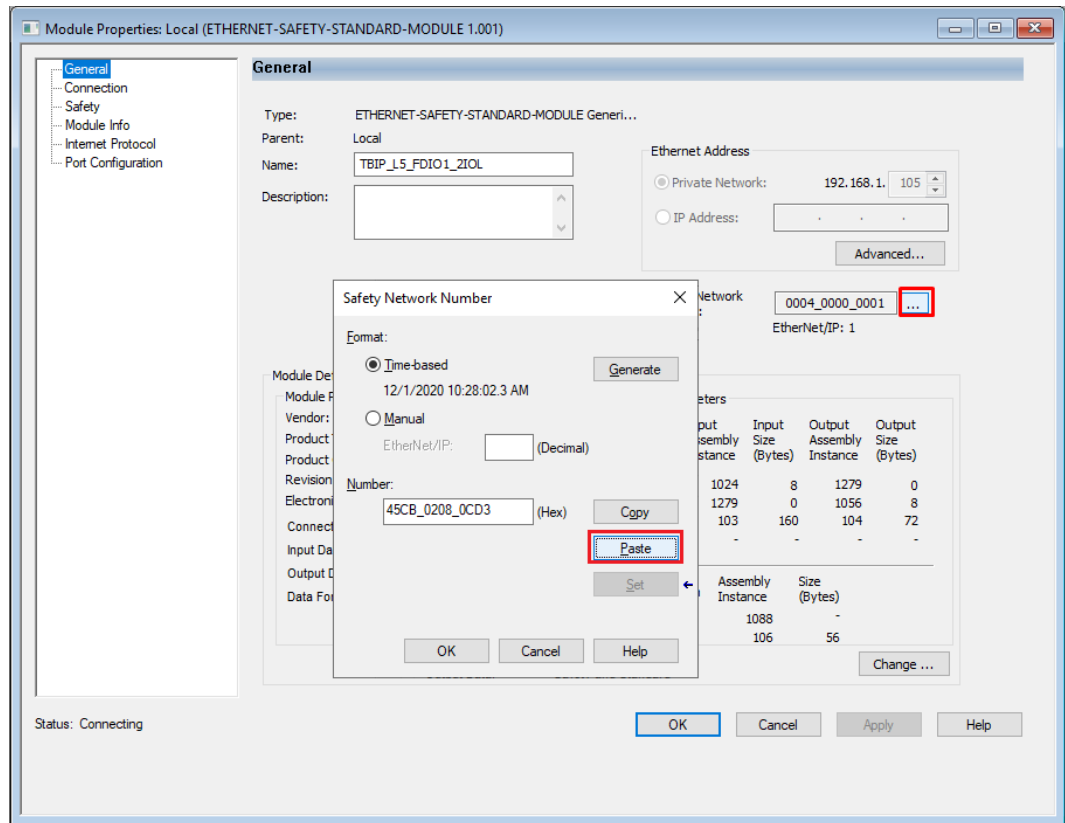 Module Properties: Local (ETHERNET-SAFETY-STANDARD-MODULE 1.001)
General
Connection
Safety
Module Info
Internet Protocol
Port Configuration
General
Type: ETHERNET-SAFETY-STANDARD-MODULE Generi...
Parent: Local
Name: TBIP_L5_FDIO1_2IOL
Description:
Ethernet Address
Private Network: 192.168.1. 105
IP Address: . . .
Advanced...
Network
: 0004_0000_0001 ...
EtherNet/IP: 1
Safety Network Number
Format:
Time-based
Generate
12/1/2020 10:28:02.3 AM
Manual
EtherNet/IP: (Decimal)
Number:
45CB_0208_0CD3 (Hex)
Copy
Paste
Set
OK Cancel Help
Module De
Module P
Vendor:
Product
Product
Revision
Electroni
Connect
Input Da
Output D
Data For
eters
put Input Output Output
sembly Size Assembly Size
stance (Bytes) Instance (Bytes)
1024 8 1279 0
1279 0 1056 8
103 160 104 72
- - - -
Assembly Size
Instance (Bytes)
1088 -
106 56
Change ...
Status: Connecting
OK Cancel Apply Help